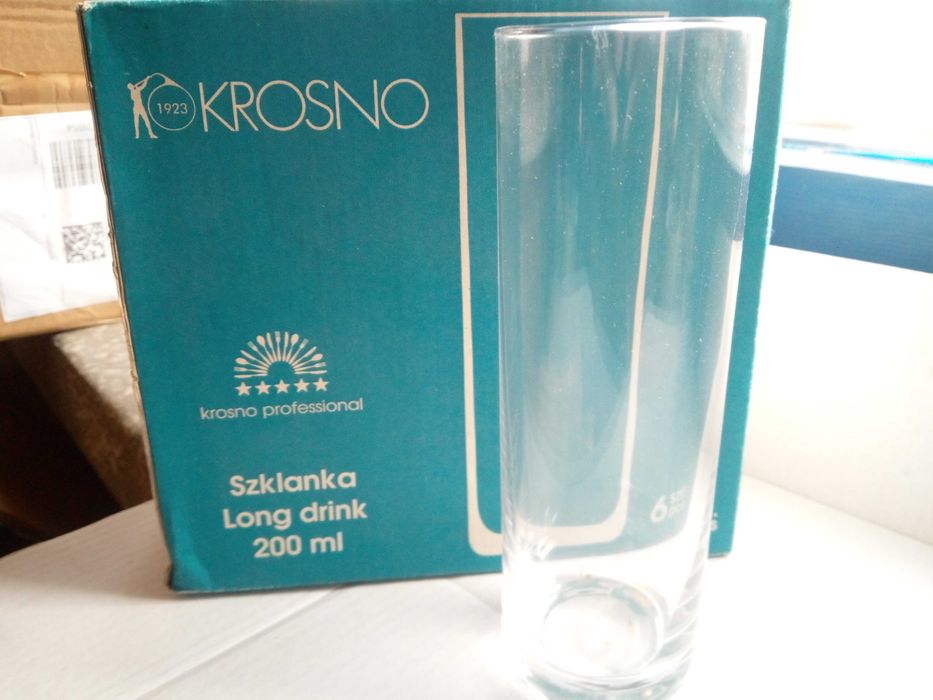 1923
KROSNO
krosno professional
Szklanka
Long drink
200 ml
6